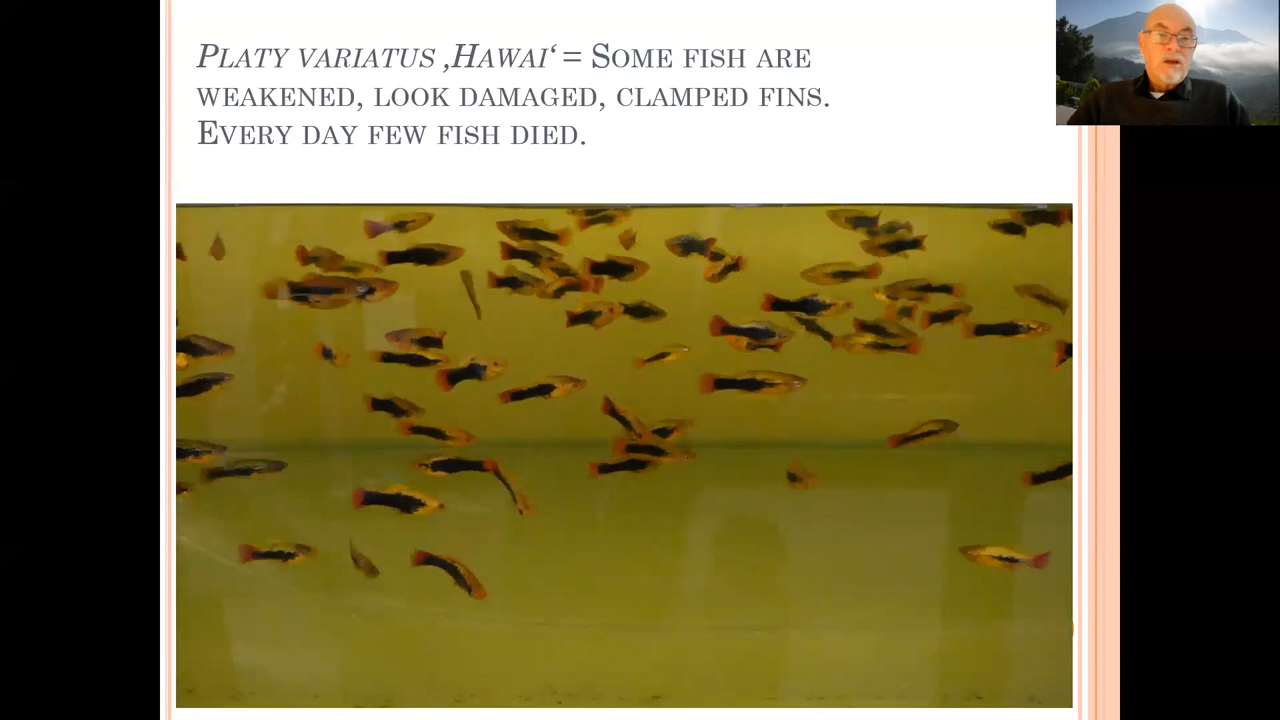 Platy variatus ‚Hawai‘ = Some fish are
weakened, look damaged, clamped fins.
Every day few fish died.